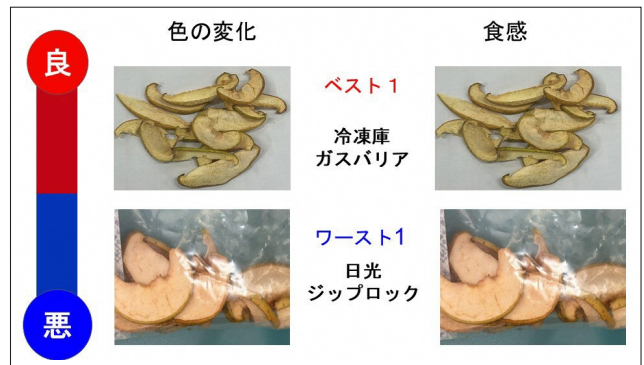 色の変化
食感
良
ベスト1
冷凍庫
ガスバリア
ワースト1
日光
ジップロック
悪